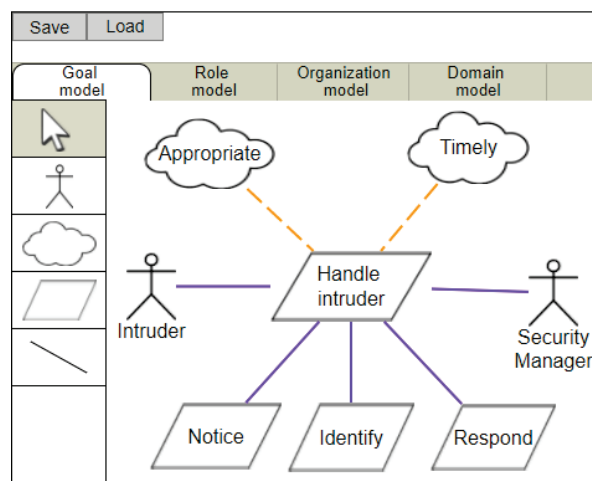 Save Load
Goal model
Role model
Organization model
Domain model
Appropriate
Timely
Handle
intruder
Intruder
Security
Manager
Notice
Identify
Respond